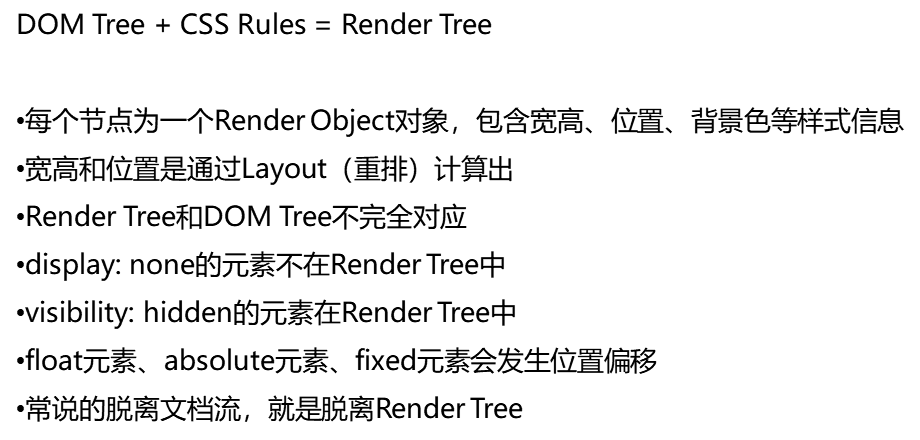 DOM Tree + CSS Rules = Render Tree
•每个节点为一个Render Object对象，包含宽高、位置、背景色等样式信息
•宽高和位置是通过Layout（重排）计算出
•Render Tree和DOM Tree不完全对应
•display: none的元素不在Render Tree中
•visibility: hidden的元素在Render Tree中
•float元素、absolute元素、fixed元素会发生位置偏移
•常说的脱离文档流，就是脱离Render Tree